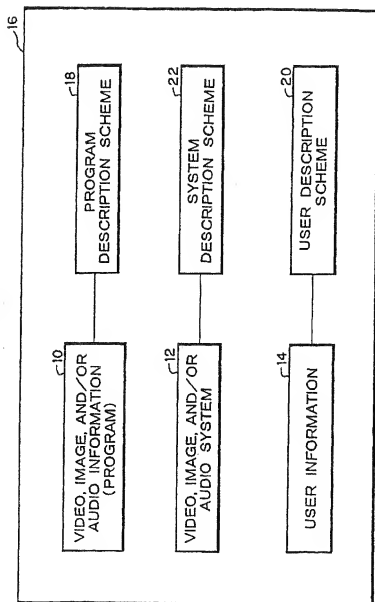 16
10
VIDEO, IMAGE, AND/OR
AUDIO INFORMATION
(PROGRAM)
18
PROGRAM
DESCRIPTION SCHEME
12
VIDEO, IMAGE, AND/OR
AUDIO SYSTEM
22
SYSTEM
DESCRIPTION SCHEME
14
USER INFORMATION
20
USER DESCRIPTION
SCHEME